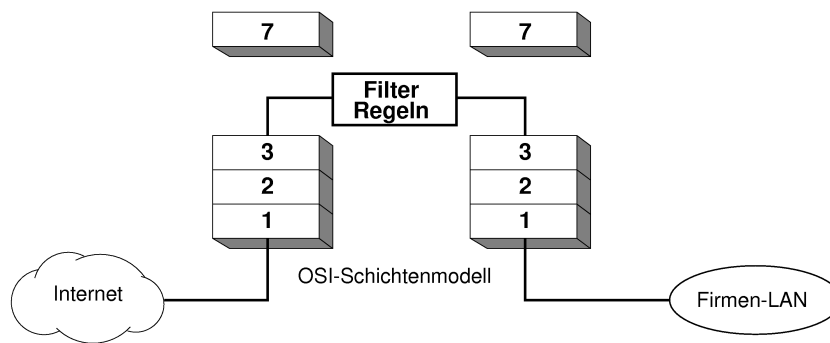 7
7
Filter
Regeln
3
3
2
2
1
1
OSI-Schichtenmodell
Internet
Firmen-LAN